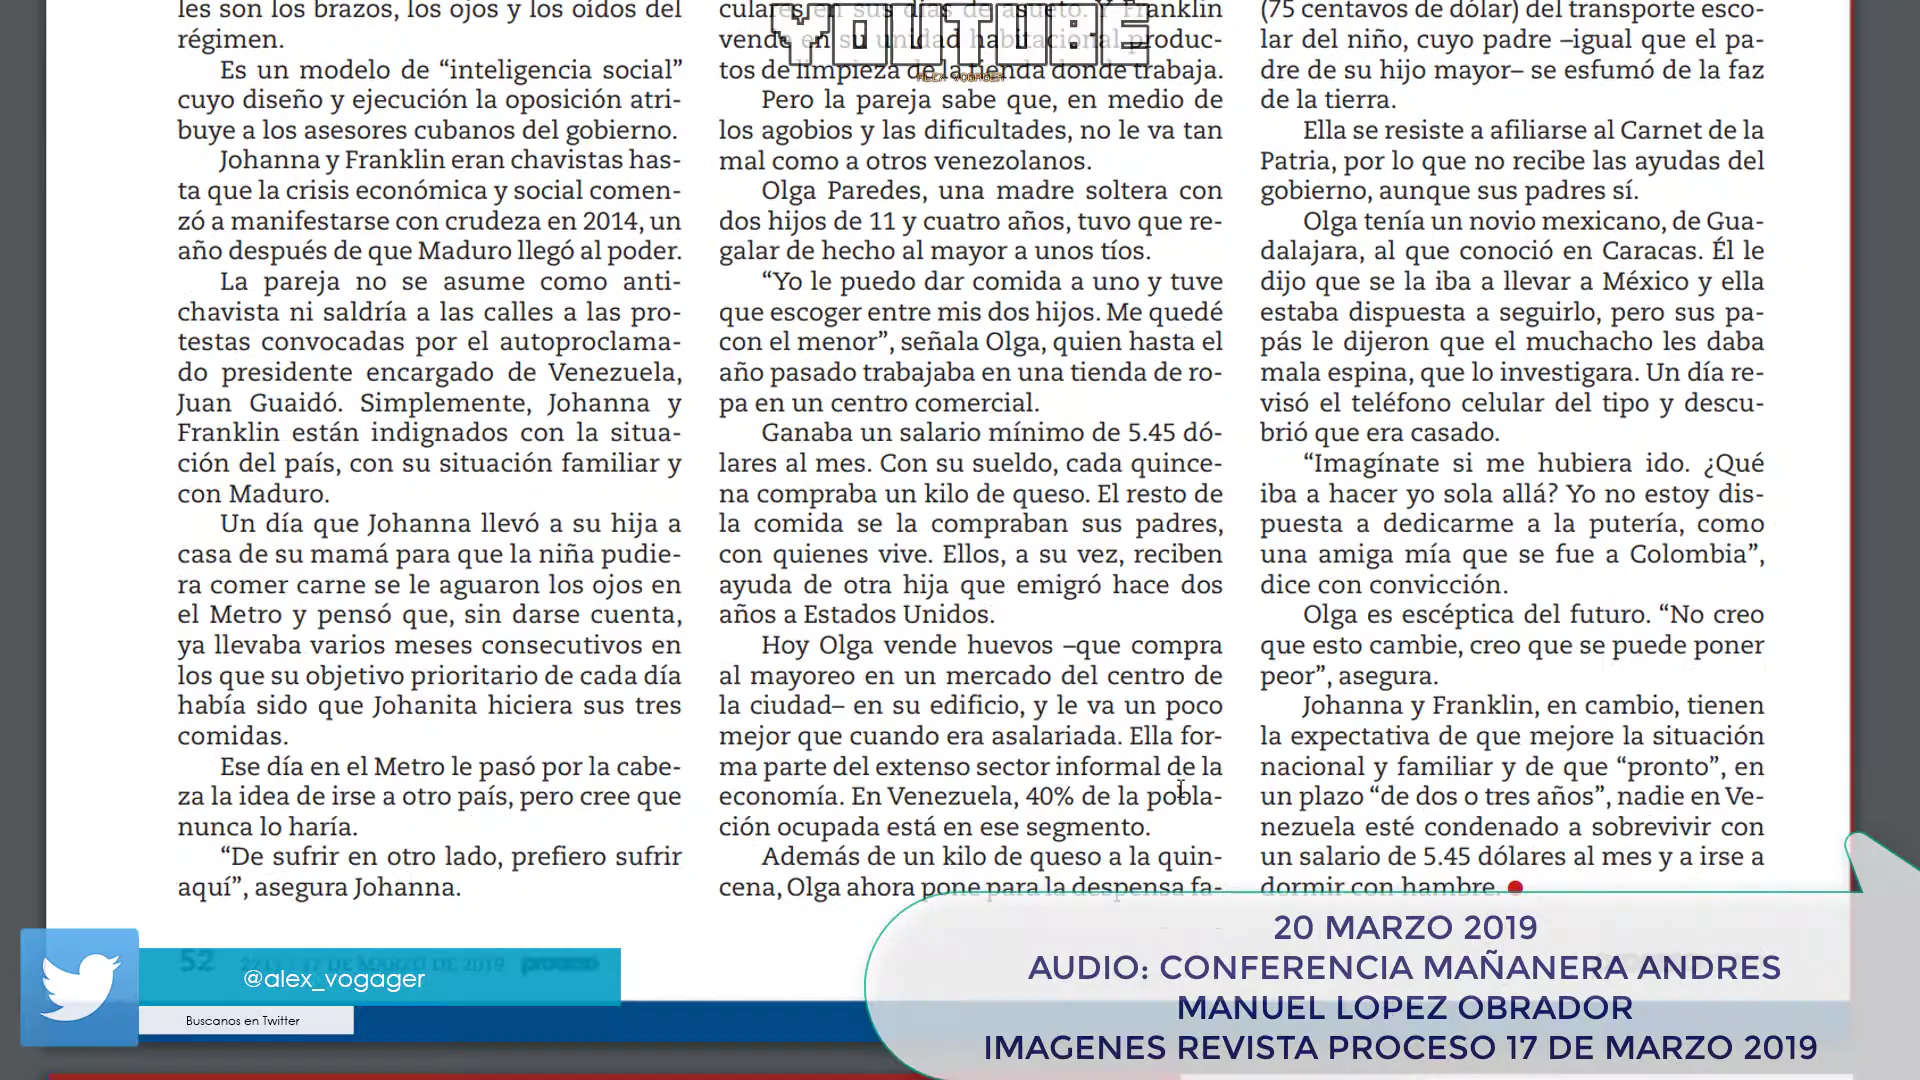 les son los brazos, los ojos y los oídos del
régimen.
Es un modelo de “inteligencia social”
cuyo diseño y ejecución la oposición atri-
buye a los asesores cubanos del gobierno.
Johanna y Franklin eran chavistas has-
ta que la crisis económica y social comen-
zó a manifestarse con crudeza en 2014, un
año después de que Maduro llegó al poder.
La pareja no se asume como anti-
chavista ni saldría a las calles a las pro-
testas convocadas por el autoproclama-
do presidente encargado de Venezuela,
Juan Guaidó. Simplemente, Johanna y
Franklin están indignados con la situa-
ción del país, con su situación familiar y
con Maduro.
Un día que Johanna llevó a su hija a
casa de su mamá para que la niña pudie-
ra comer carne se le aguaron los ojos en
el Metro y pensó que, sin darse cuenta,
ya llevaba varios meses consecutivos en
los que su objetivo prioritario de cada día
había sido que Johanita hiciera sus tres
comidas.
Ese día en el Metro le pasó por la cabe-
za la idea de irse a otro país, pero cree que
nunca lo haría.
“De sufrir en otro lado, prefiero sufrir
aquí”, asegura Johanna.
culares en sus días de asueto. Y Franklin
vende en su unidad habitacional produc-
tos de limpieza de la tienda donde trabaja.
Pero la pareja sabe que, en medio de
los agobios y las dificultades, no le va tan
mal como a otros venezolanos.
Olga Paredes, una madre soltera con
dos hijos de 11 y cuatro años, tuvo que re-
galar de hecho al mayor a unos tíos.
“Yo le puedo dar comida a uno y tuve
que escoger entre mis dos hijos. Me quedé
con el menor”, señala Olga, quien hasta el
año pasado trabajaba en una tienda de ro-
pa en un centro comercial.
Ganaba un salario mínimo de 5.45 dó-
lares al mes. Con su sueldo, cada quince-
na compraba un kilo de queso. El resto de
la comida se la compraban sus padres,
con quienes vive. Ellos, a su vez, reciben
ayuda de otra hija que emigró hace dos
años a Estados Unidos.
Hoy Olga vende huevos –que compra
al mayoreo en un mercado del centro de
la ciudad– en su edificio, y le va un poco
mejor que cuando era asalariada. Ella for-
ma parte del extenso sector informal de la
economía. En Venezuela, 40% de la pobla-
ción ocupada está en ese segmento.
Además de un kilo de queso a la quin-
cena, Olga ahora pone para la despensa fa-
(75 centavos de dólar) del transporte esco-
lar del niño, cuyo padre –igual que el pa-
dre de su hijo mayor– se esfumó de la faz
de la tierra.
Ella se resiste a afiliarse al Carnet de la
Patria, por lo que no recibe las ayudas del
gobierno, aunque sus padres sí.
Olga tenía un novio mexicano, de Gua-
dalajara, al que conoció en Caracas. Él le
dijo que se la iba a llevar a México y ella
estaba dispuesta a seguirlo, pero sus pa-
pás le dijeron que el muchacho les daba
mala espina, que lo investigara. Un día re-
visó el teléfono celular del tipo y descu-
brió que era casado.
“Imagínate si me hubiera ido. ¿Qué
iba a hacer yo sola allá? Yo no estoy dis-
puesta a dedicarme a la putería, como
una amiga mía que se fue a Colombia”,
dice con convicción.
Olga es escéptica del futuro. “No creo
que esto cambie, creo que se puede poner
peor”, asegura.
Johanna y Franklin, en cambio, tienen
la expectativa de que mejore la situación
nacional y familiar y de que “pronto”, en
un plazo “de dos o tres años”, nadie en Ve-
nezuela esté condenado a sobrevivir con
un salario de 5.45 dólares al mes y a irse a
dormir con hambre.
YOUTUBE
ALEX VOGAGER
52 17 DE MARZO DE 2019 proceso
@alex_vogager
Buscanos en Twitter
20 MARZO 2019
AUDIO: CONFERENCIA MAÑANERA ANDRES
MANUEL LOPEZ OBRADOR
IMAGENES REVISTA PROCESO 17 DE MARZO 2019